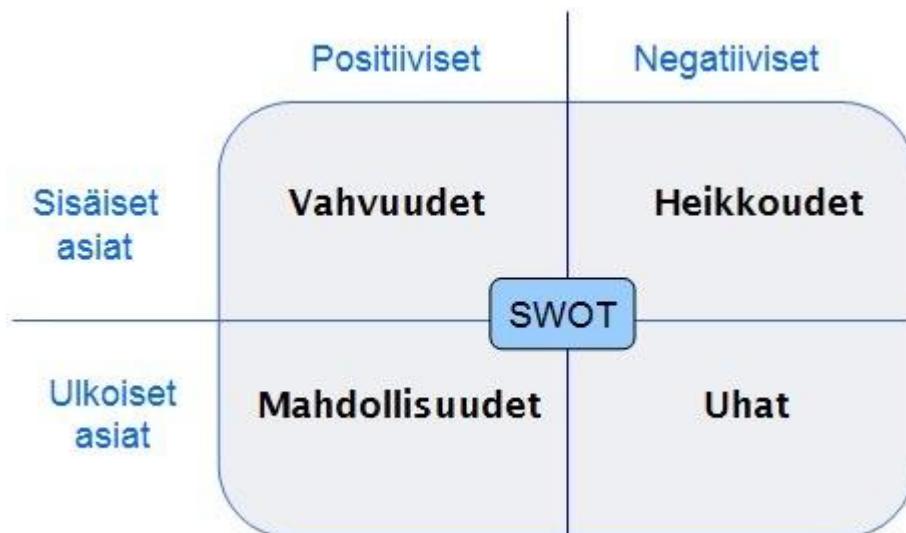 Positiiviset
Negatiiviset
Sisäiset
asiat
Vahvuudet
Heikkoudet
SWOT
Ulkoiset
asiat
Mahdollisuudet
Uhat